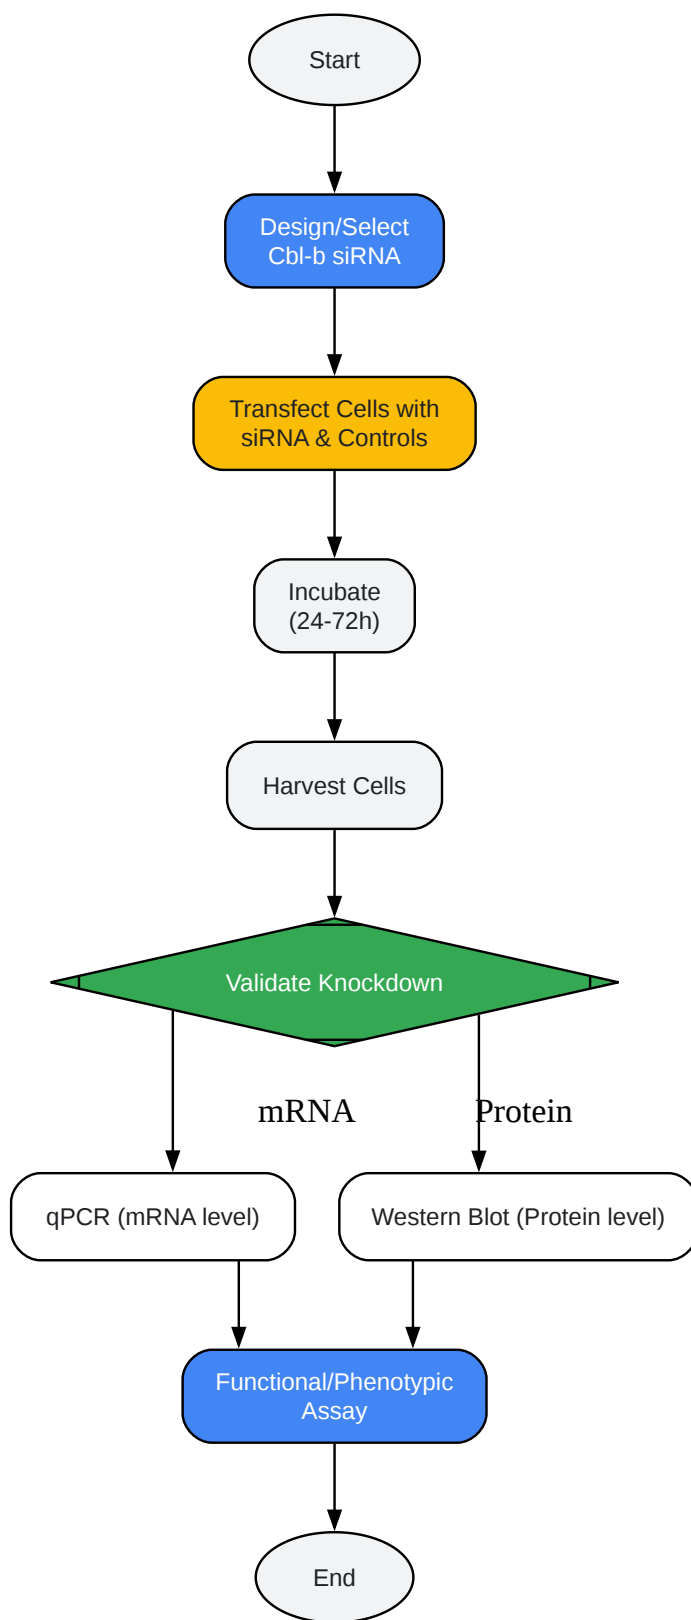 Start
Design/Select
Cbl-b siRNA
Transfect Cells with
siRNA & Controls
Incubate
(24-72h)
Harvest Cells
Validate Knockdown
mRNA
Protein
qPCR (mRNA level)
Western Blot (Protein level)
Functional/Phenotypic
Assay
End